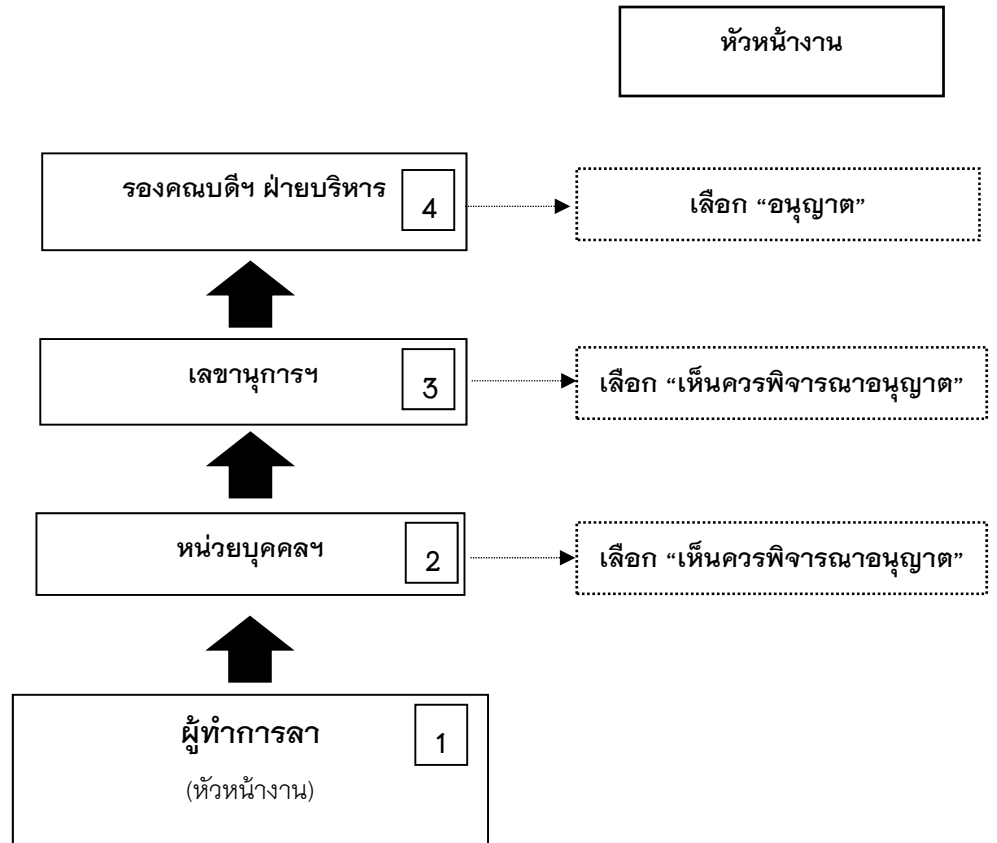 หัวหน้างาน
รองคณบดีฯ ฝ่ายบริหาร
4
เลือก “อนุญาต”
เลขานุการฯ
3
เลือก “เห็นควรพิจารณาอนุญาต”
หน่วยบุคคลฯ
2
เลือก “เห็นควรพิจารณาอนุญาต”
ผู้ทำการลา
1
(หัวหน้างาน)